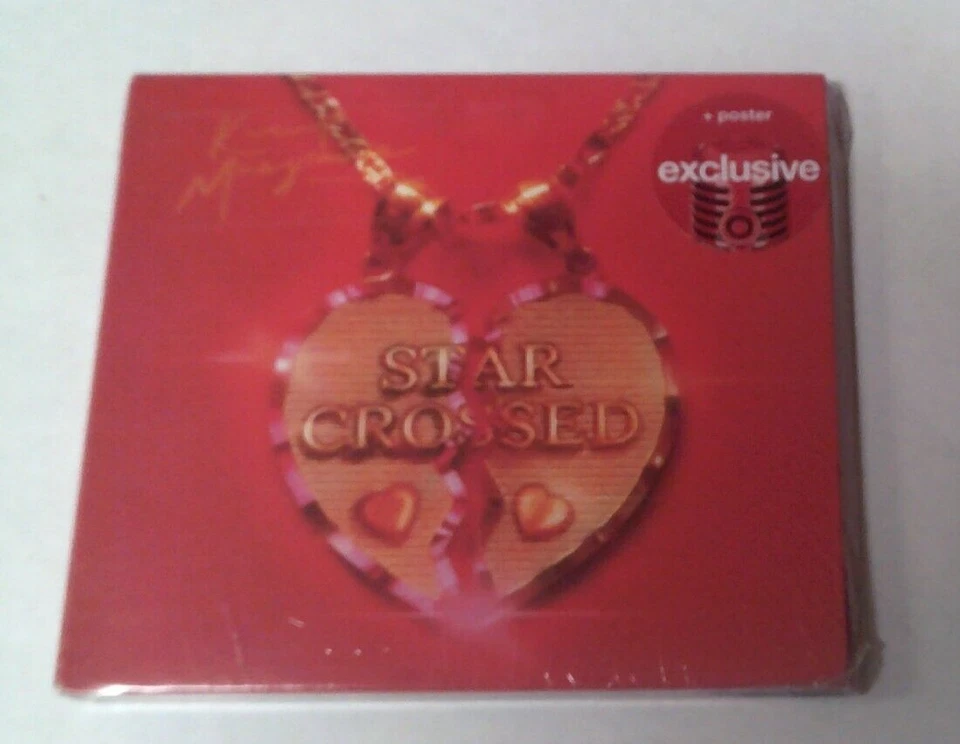 + poster
exclusive
STAR
CROSSED